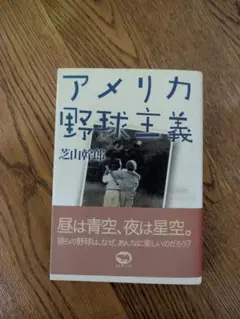 アメリカ
野球主義
芝山幹郎
昼は青空、夜は星空。
彼らの野球は、なぜ、あんなに楽しいのだろう?